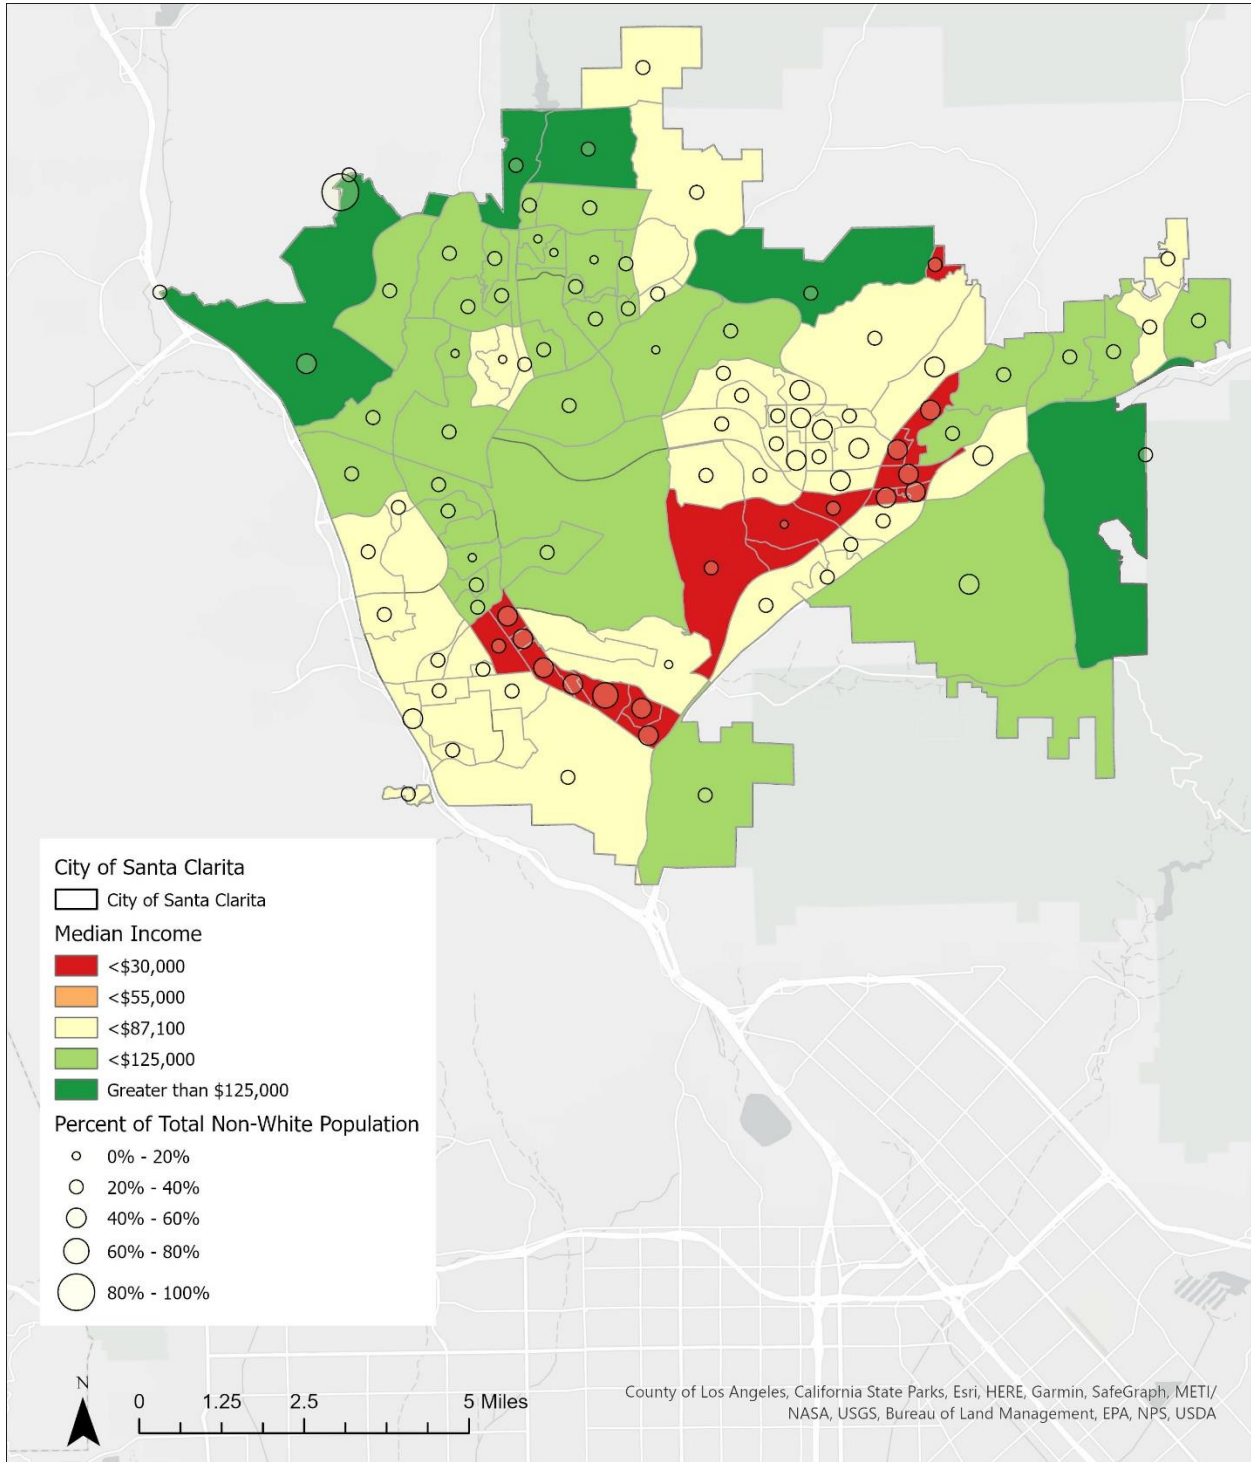 City of Santa Clarita
City of Santa Clarita
Median Income
<$30,000
<$55,000
<$87,100
<$125,000
Greater than $125,000
Percent of Total Non-White Population
0% - 20%
20% - 40%
40% - 60%
60% - 80%
80% - 100%
N
0 1.25 2.5 5 Miles
County of Los Angeles, California State Parks, Esri, HERE, Garmin, SafeGraph, METI/
NASA, USGS, Bureau of Land Management, EPA, NPS, USDA